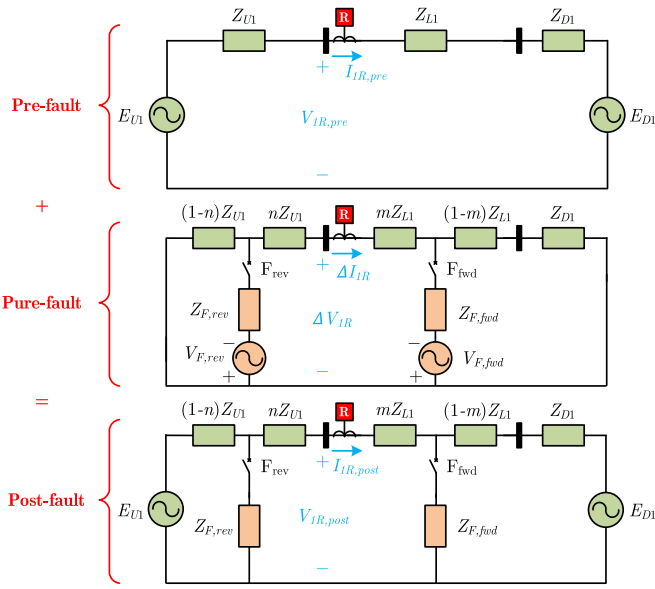 Z_{U1} R Z_{L1} Z_{D1}
+ I_{1R,pre}
Pre-fault E_{U1} V_{1R,pre} E_{D1}
−
+
(1-n)Z_{U1} nZ_{U1} R mZ_{L1} (1-m)Z_{L1} Z_{D1}
F_{rev} + ΔI_{1R} F_{fwd}
Pure-fault Z_{F,rev} ΔV_{1R} Z_{F,fwd}
− −
V_{F,rev} V_{F,fwd}
+ − +
=
(1-n)Z_{U1} nZ_{U1} R mZ_{L1} (1-m)Z_{L1} Z_{D1}
F_{rev} + I_{1R,post} F_{fwd}
Post-fault E_{U1} Z_{F,rev} V_{1R,post} Z_{F,fwd} E_{D1}
−